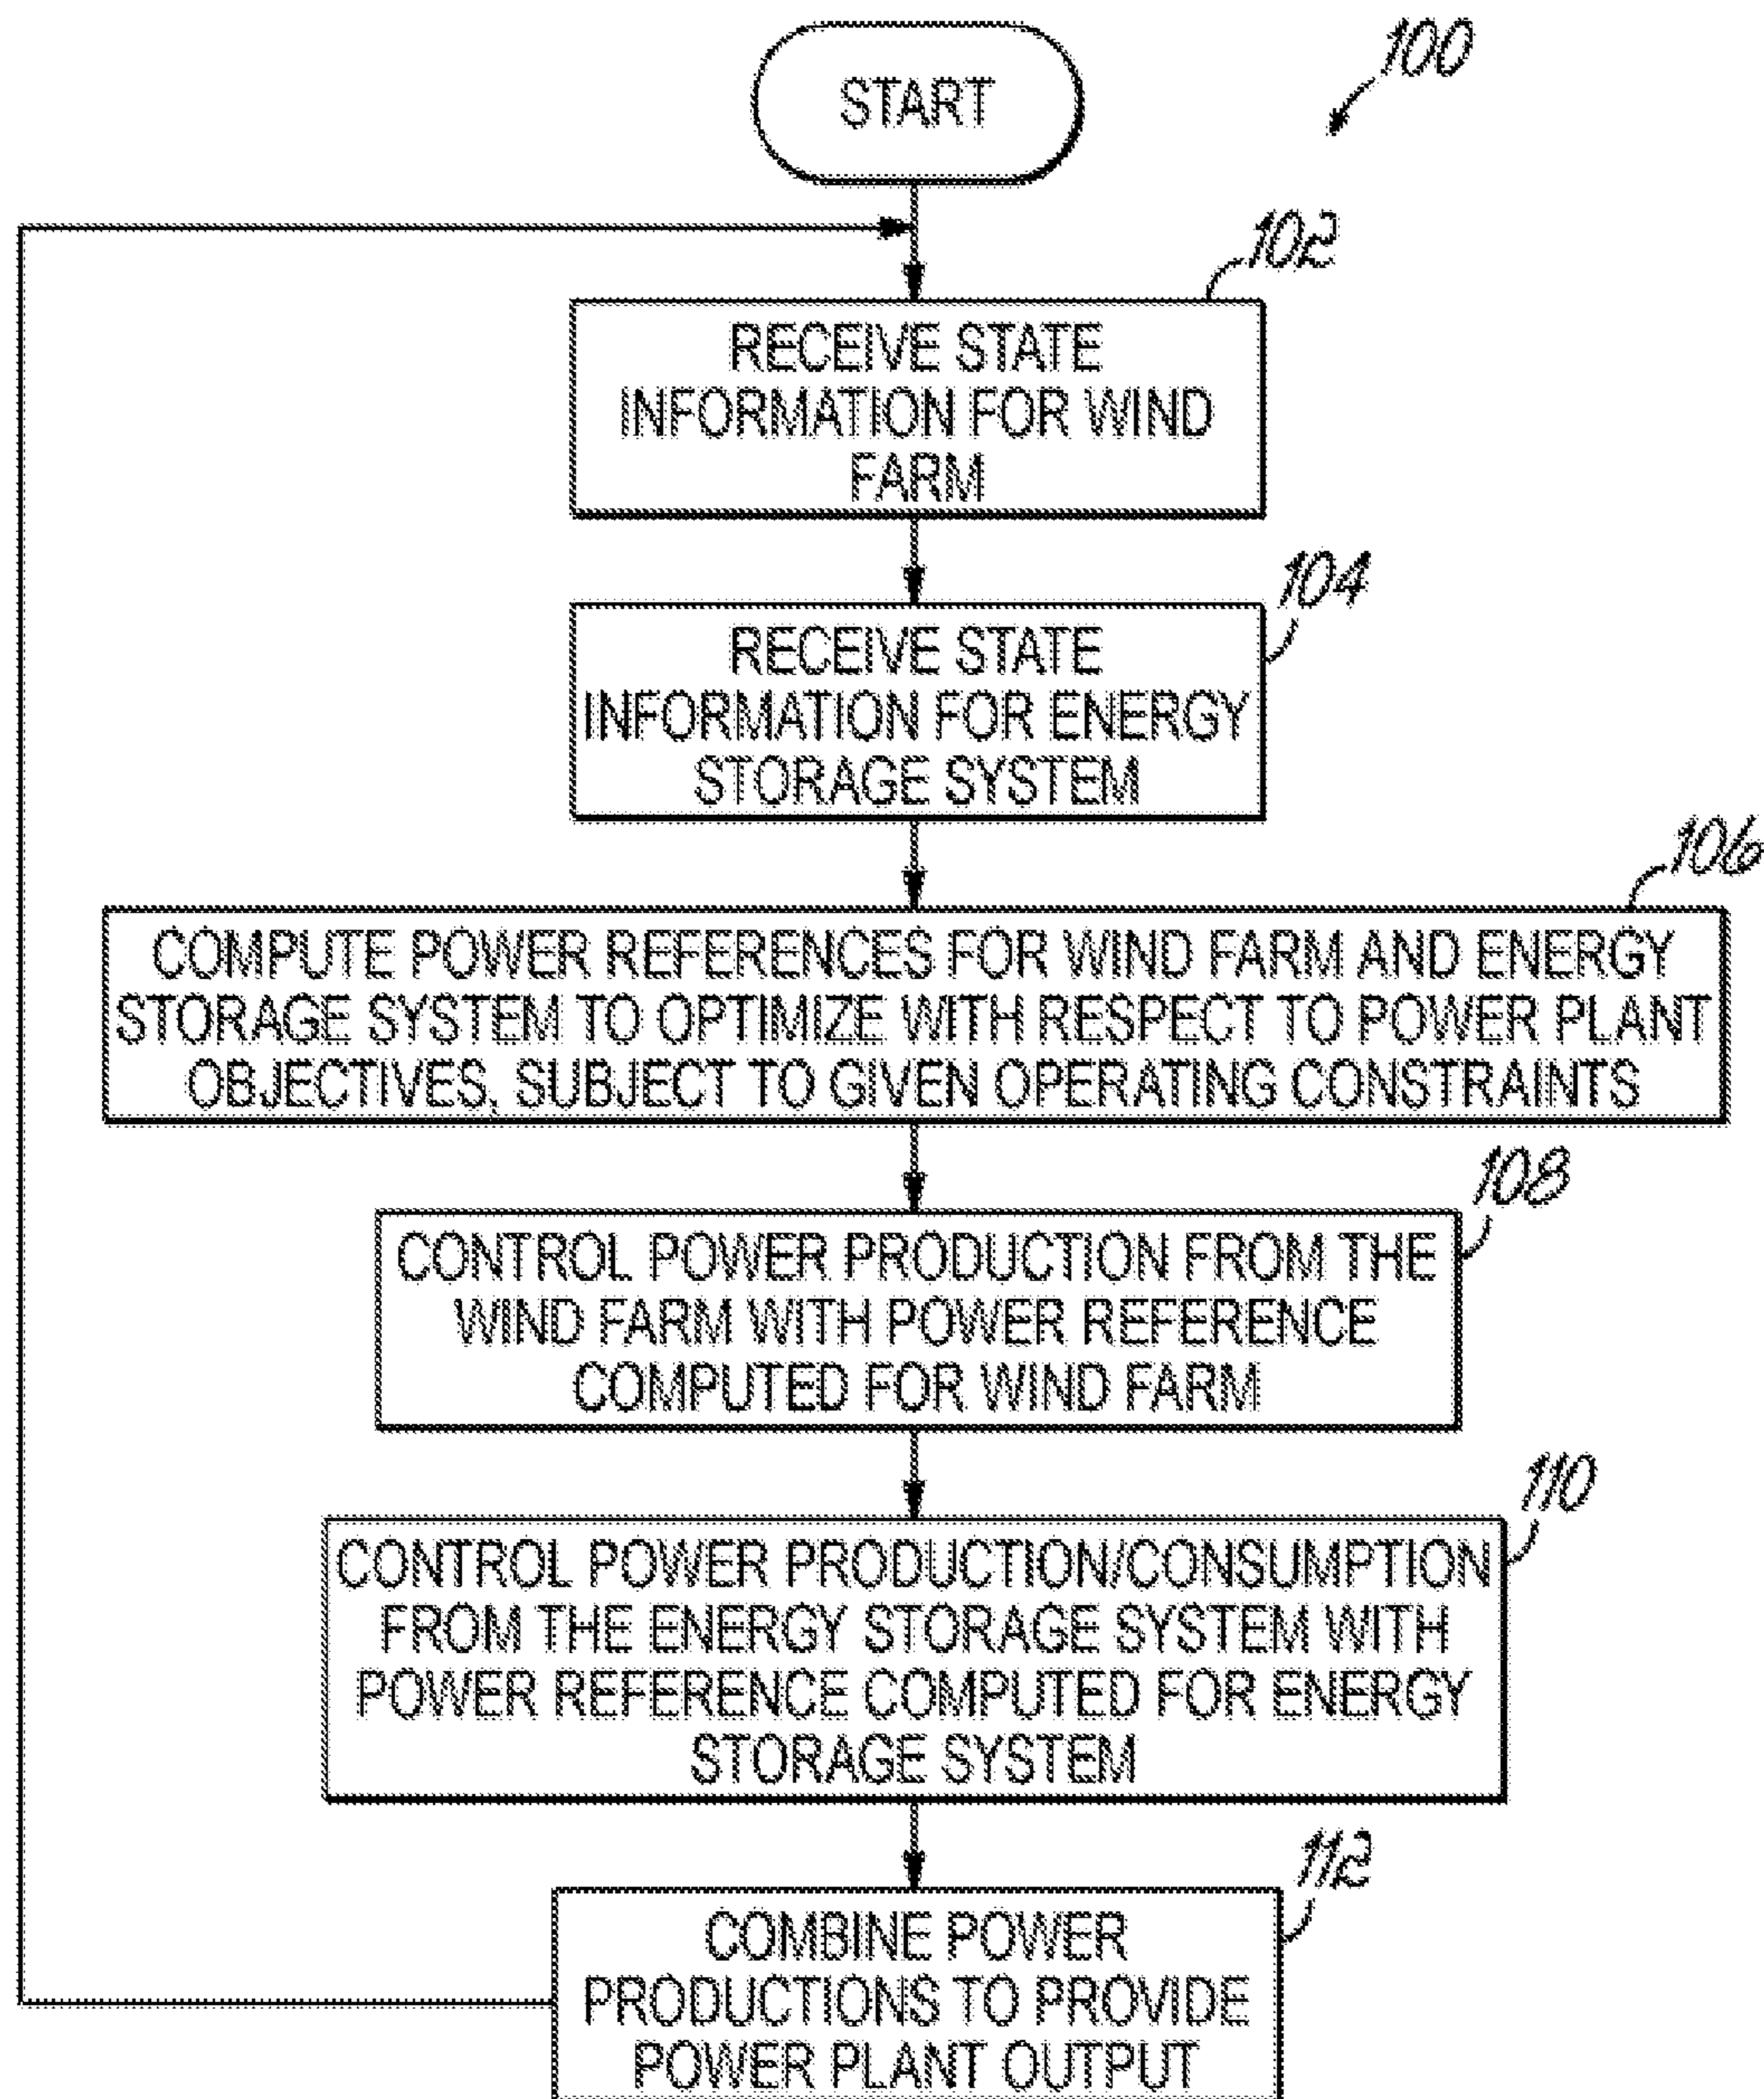 100
START
102
RECEIVE STATE
INFORMATION FOR WIND
FARM
104
RECEIVE STATE
INFORMATION FOR ENERGY
STORAGE SYSTEM
106
COMPUTE POWER REFERENCES FOR WIND FARM AND ENERGY
STORAGE SYSTEM TO OPTIMIZE WITH RESPECT TO POWER PLANT
OBJECTIVES, SUBJECT TO GIVEN OPERATING CONSTRAINTS
108
CONTROL POWER PRODUCTION FROM THE
WIND FARM WITH POWER REFERENCE
COMPUTED FOR WIND FARM
110
CONTROL POWER PRODUCTION/CONSUMPTION
FROM THE ENERGY STORAGE SYSTEM WITH
POWER REFERENCE COMPUTED FOR ENERGY
STORAGE SYSTEM
112
COMBINE POWER
PRODUCTIONS TO PROVIDE
POWER PLANT OUTPUT